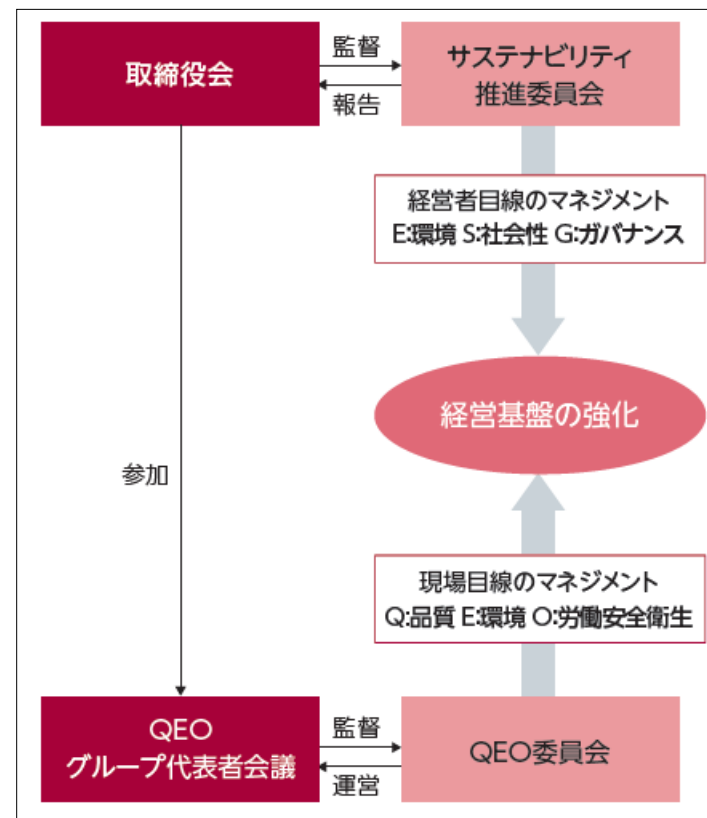 取締役会
監督
報告
サステナビリティ
推進委員会
経営者目線のマネジメント
E:環境 S:社会性 G:ガバナンス
経営基盤の強化
参加
現場目線のマネジメント
Q:品質 E:環境 O:労働安全衛生
QEO
グループ代表者会議
監督
運営
QEO委員会